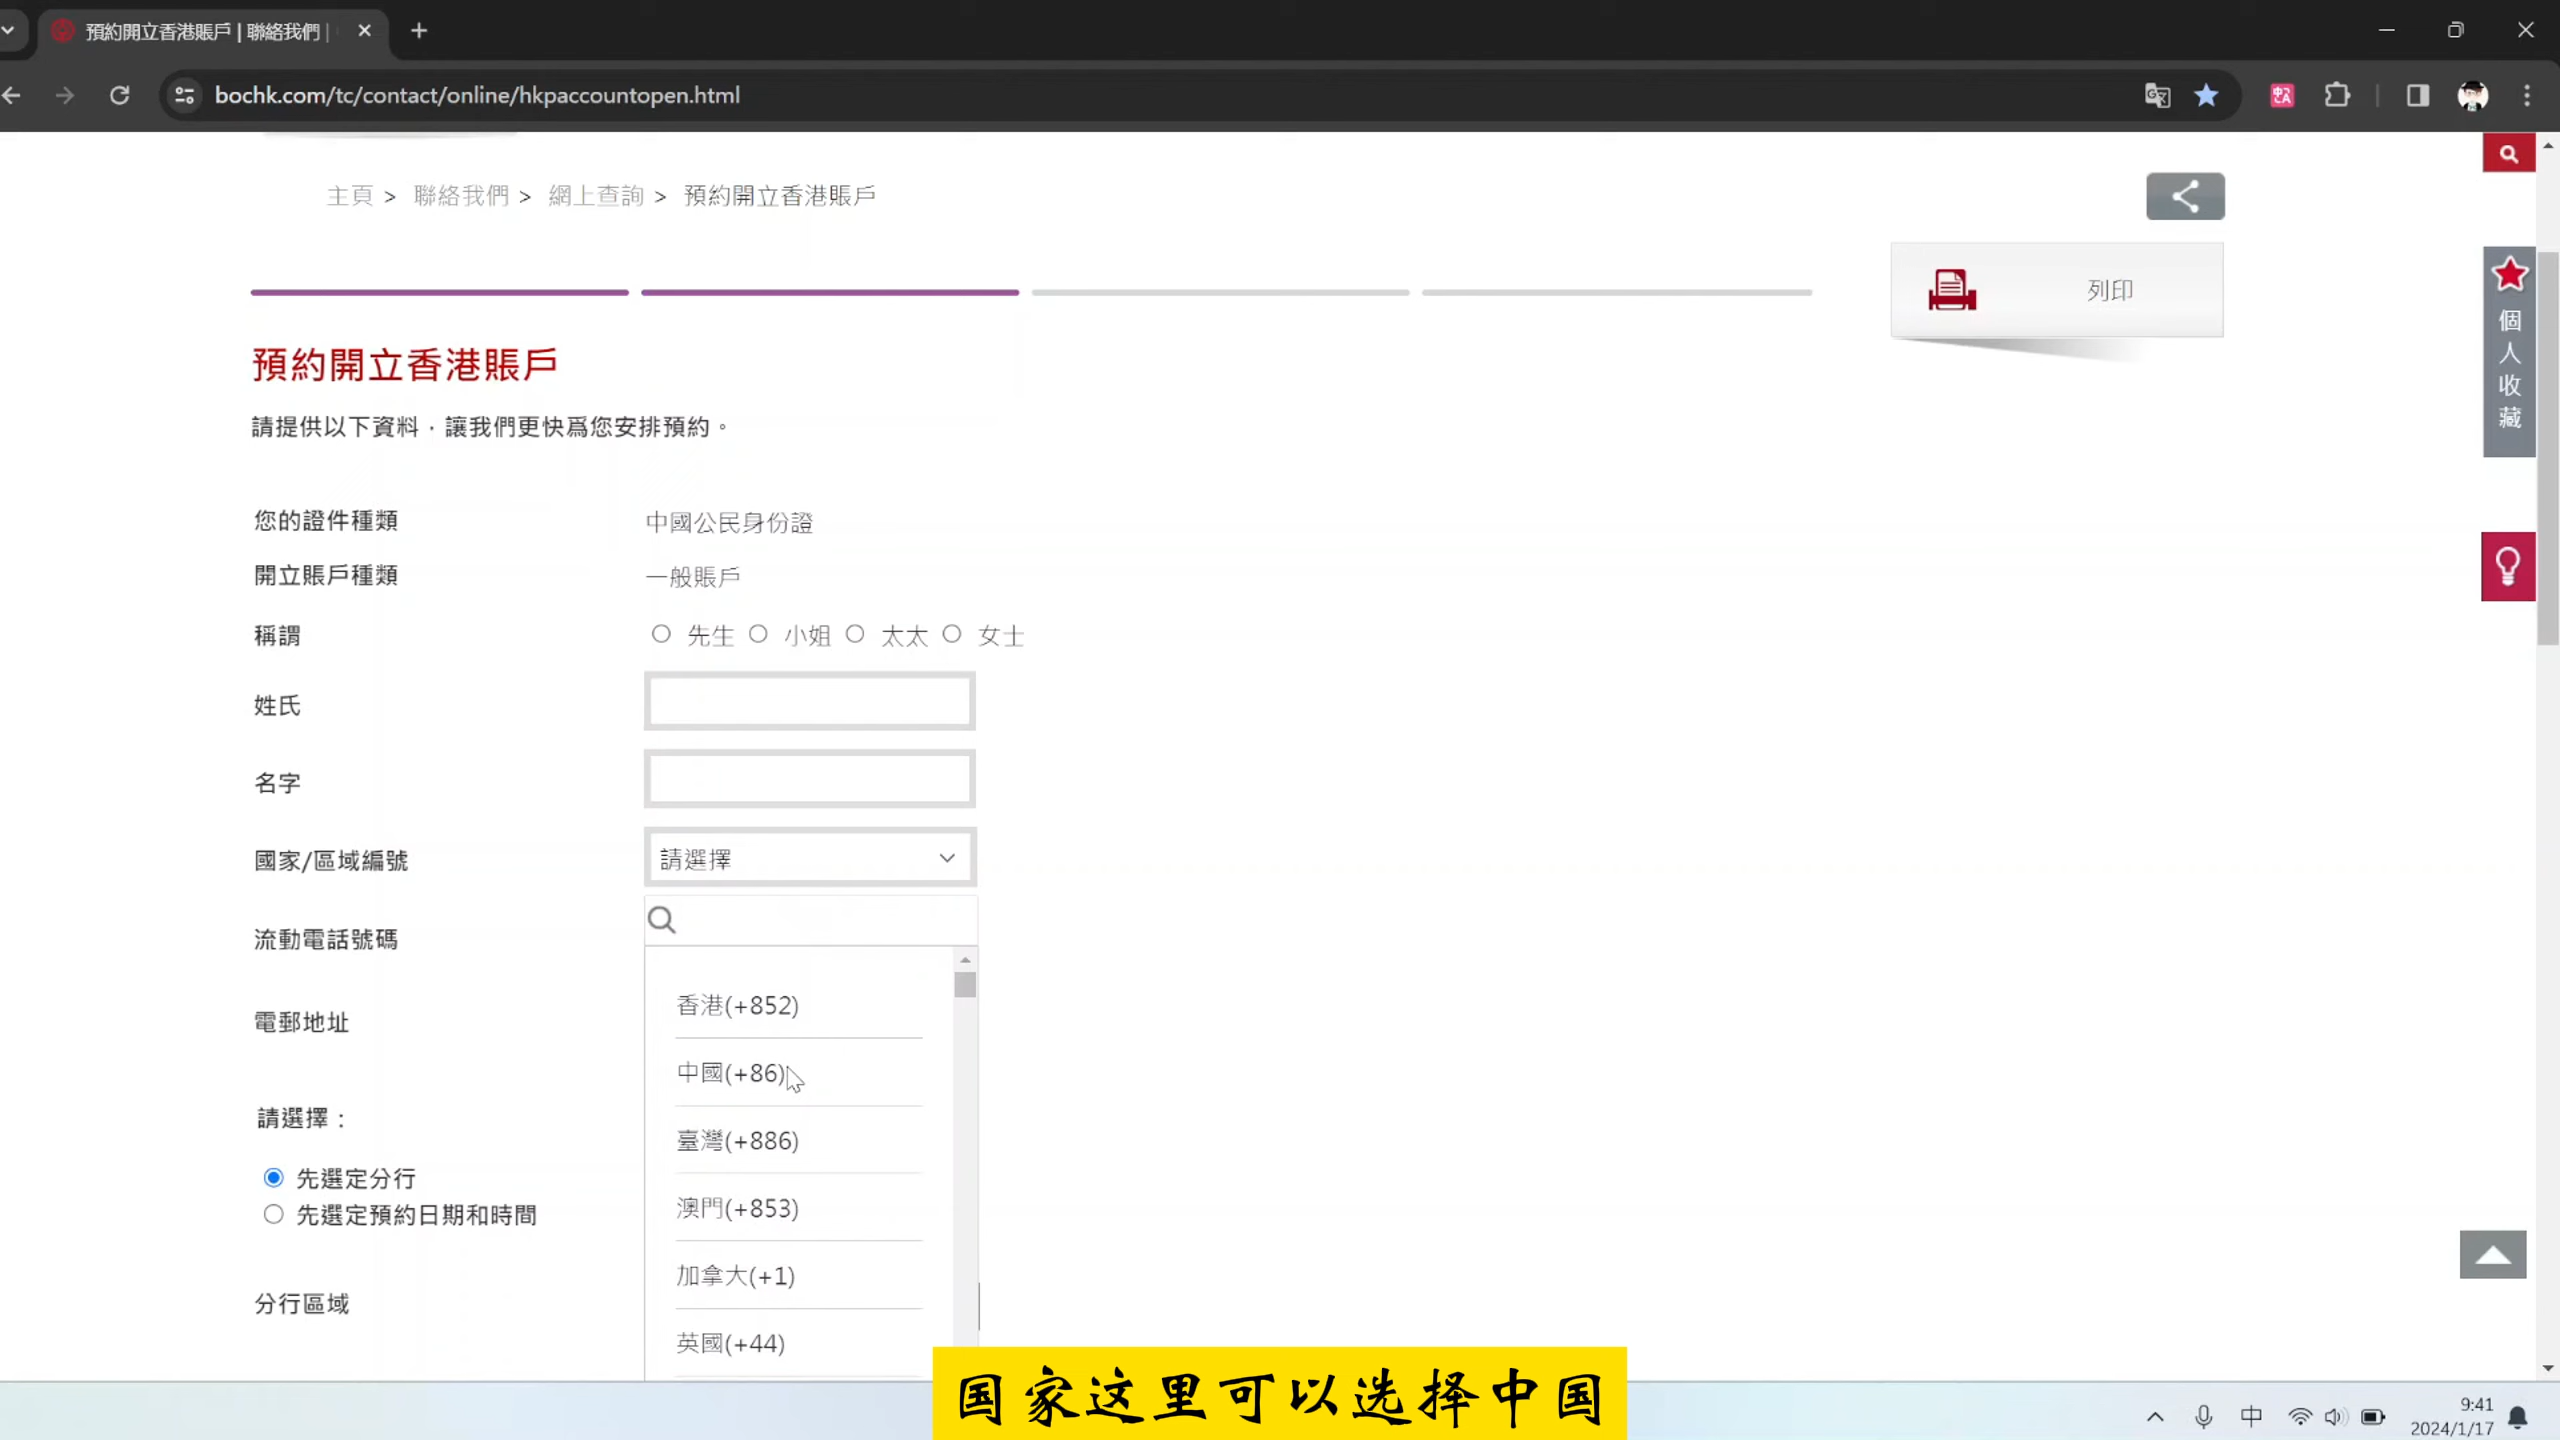 預約開立香港賬戶 | 聯絡我們 |
bochk.com/tc/contact/online/hkpaccountopen.html
主頁 > 聯絡我們 > 網上查詢 > 預約開立香港賬戶
列印
個人收藏
預約開立香港賬戶
請提供以下資料，讓我們更快爲您安排預約。
您的證件種類 中國公民身份證
開立賬戶種類 一般賬戶
稱謂 先生 小姐 太太 女士
姓氏
名字
國家/區域編號 請選擇
流動電話號碼
香港(+852)
電郵地址
中國(+86)
請選擇：
臺灣(+886)
先選定分行
澳門(+853)
先選定預約日期和時間
加拿大(+1)
分行區域
英國(+44)
国家这里可以选择中国
中
9:41
2024/1/17